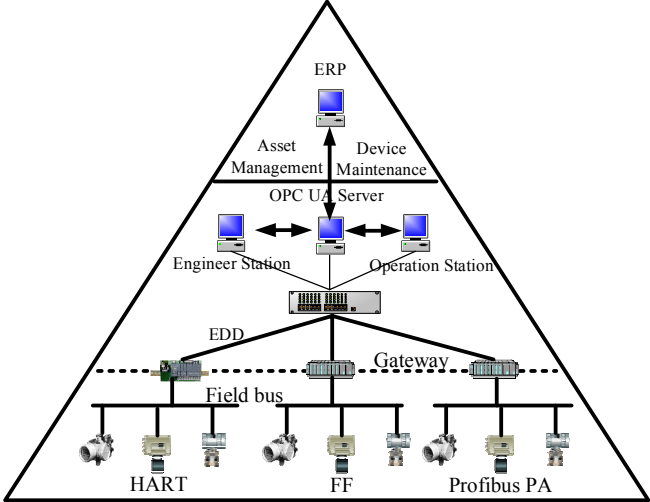 ERP
Asset
Management
Device
Maintenance
OPC UA Server
Engineer Station
Operation Station
EDD
Gateway
Field bus
HART
FF
Profibus PA